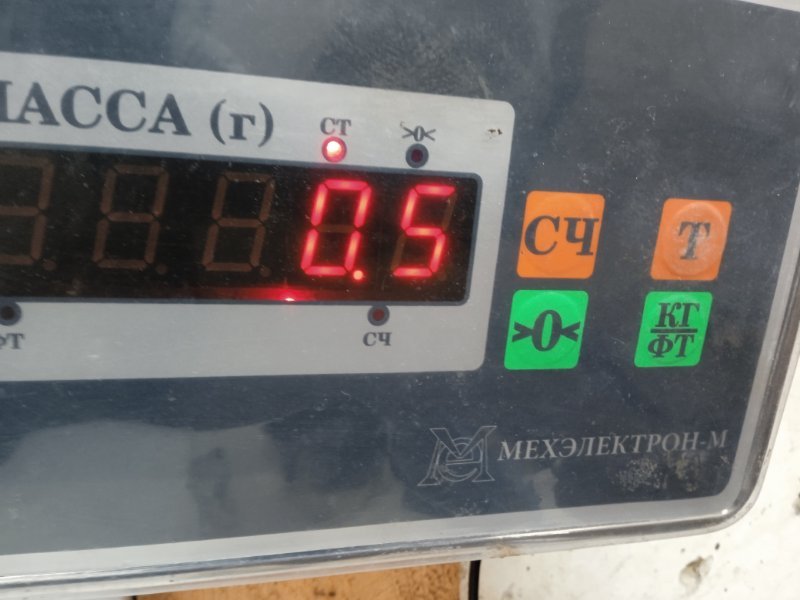 МАССА (г)
СТ >0<
0.5
СЧ Т
>0< КГ
ФТ
ФТ СЧ
МЕХЭЛЕКТРОН-М